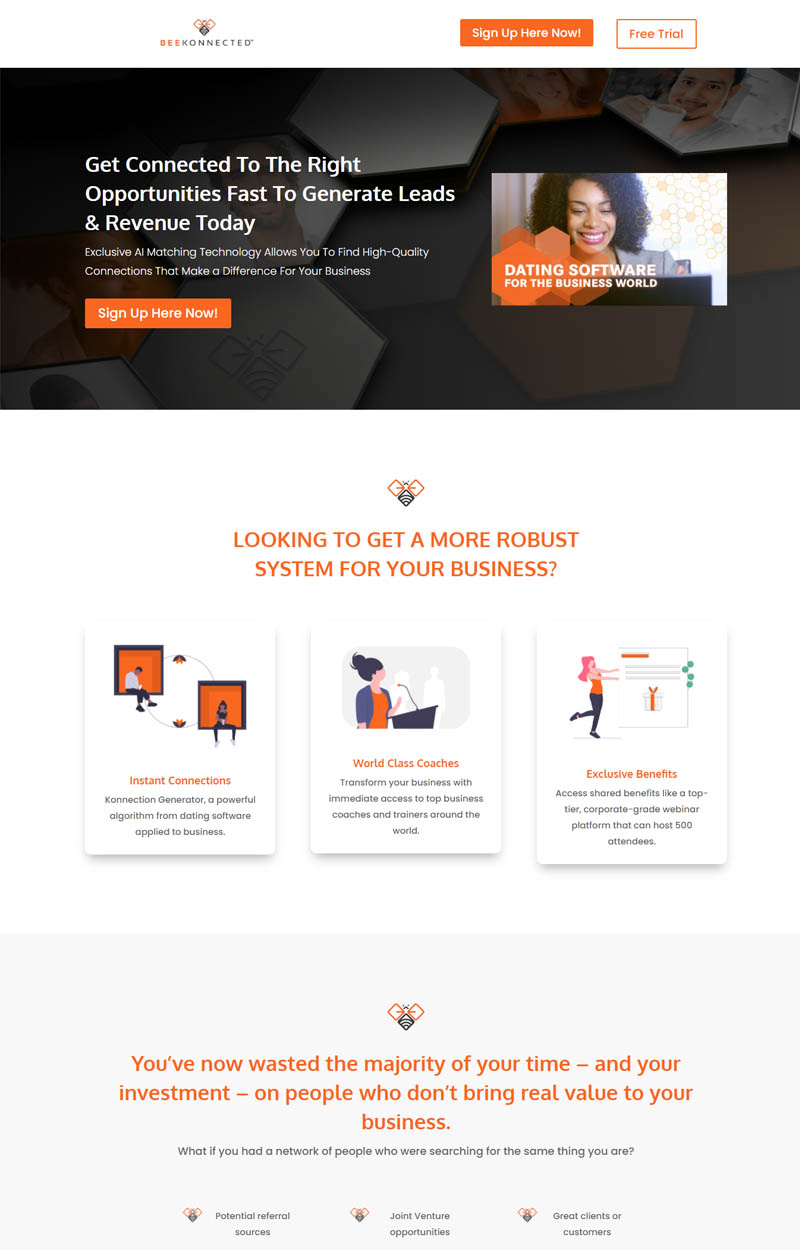 BEEKONNECTED™
Sign Up Here Now!
Free Trial
Get Connected To The Right
Opportunities Fast To Generate Leads
& Revenue Today
Exclusive AI Matching Technology Allows You To Find High-Quality
Connections That Make a Difference For Your Business
Sign Up Here Now!
DATING SOFTWARE
FOR THE BUSINESS WORLD
LOOKING TO GET A MORE ROBUST
SYSTEM FOR YOUR BUSINESS?
Instant Connections
Konnection Generator, a powerful
algorithm from dating software
applied to business.
World Class Coaches
Transform your business with
immediate access to top business
coaches and trainers around the
world.
Exclusive Benefits
Access shared benefits like a top-
tier, corporate-grade webinar
platform that can host 500
attendees.
You’ve now wasted the majority of your time – and your
investment – on people who don’t bring real value to your
business.
What if you had a network of people who were searching for the same thing you are?
Potential referral
sources
Joint Venture
opportunities
Great clients or
customers